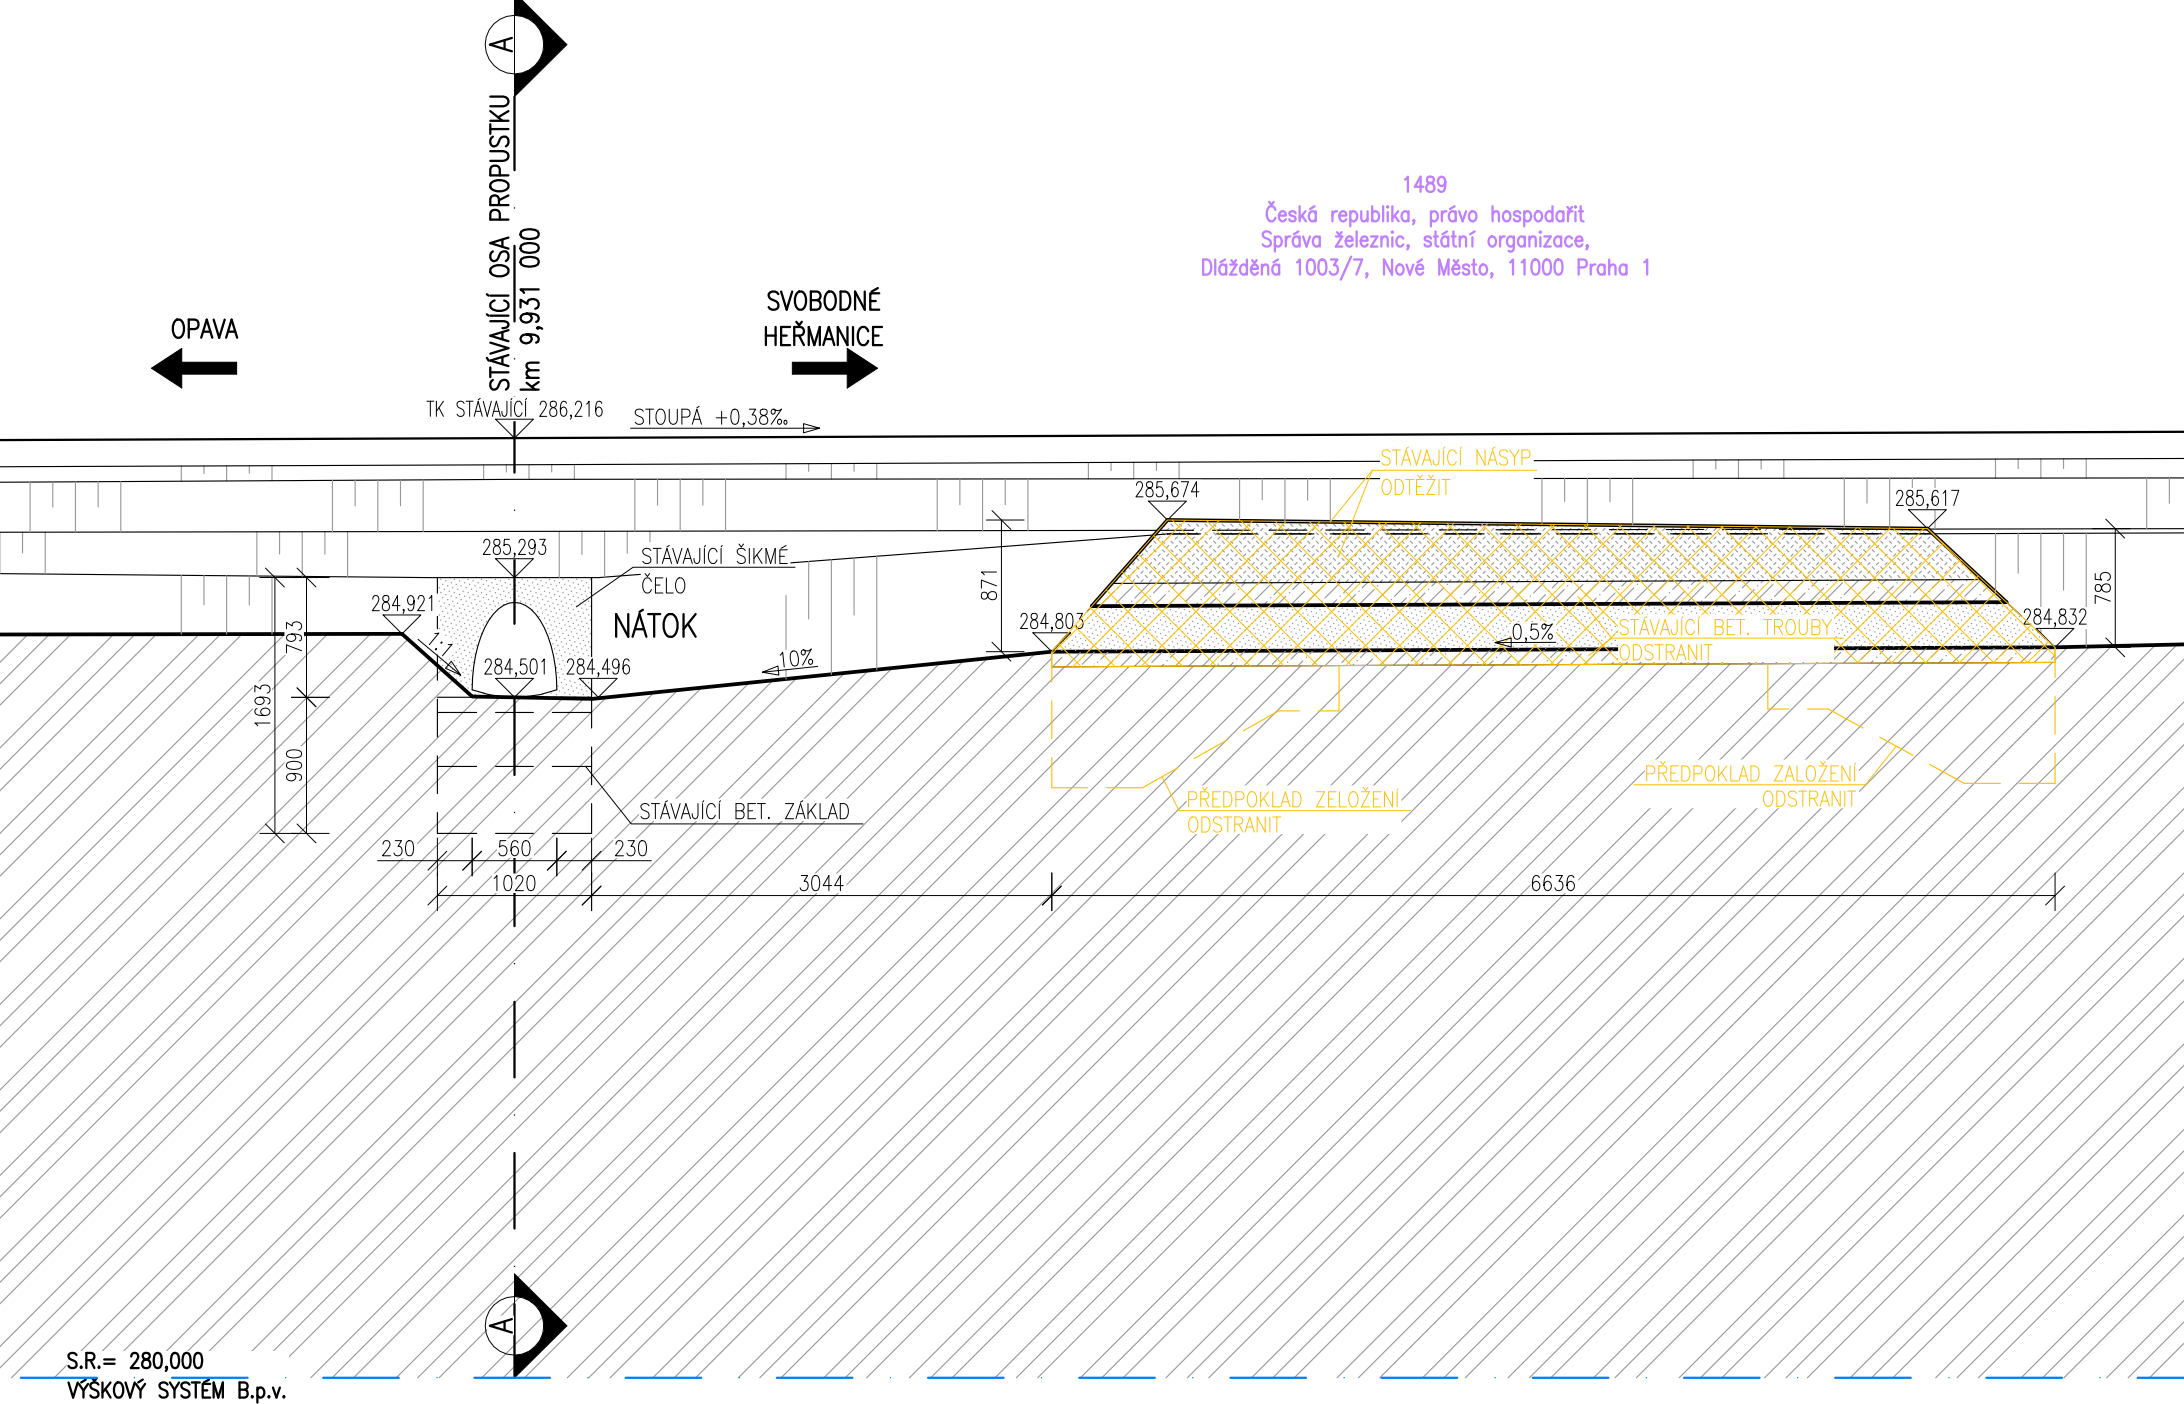 A
STÁVAJÍCÍ OSA PROPUSTKU
km 9,931 000
1489
Česká republika, právo hospodařit
Správa železnic, státní organizace,
Dlážděná 1003/7, Nové Město, 11000 Praha 1
OPAVA
SVOBODNÉ
HEŘMANICE
TK STÁVAJÍCÍ 286,216
STOUPÁ +0,38‰
STÁVAJÍCÍ NÁSYP
ODTĚŽIT
285,674
285,617
285,293
STÁVAJÍCÍ ŠIKMÉ
ČELO
871
785
284,921
NÁTOK
284,803
284,832
1:1
793
10%
0,5%
STÁVAJÍCÍ BET. TROUBY
ODSTRANIT
284,501
284,496
1693
900
PŘEDPOKLAD ZALOŽENÍ
ODSTRANIT
PŘEDPOKLAD ZELOŽENÍ
ODSTRANIT
STÁVAJÍCÍ BET. ZÁKLAD
230
560
230
1020
3044
6636
A
S.R.= 280,000
VÝŠKOVÝ SYSTÉM B.p.v.